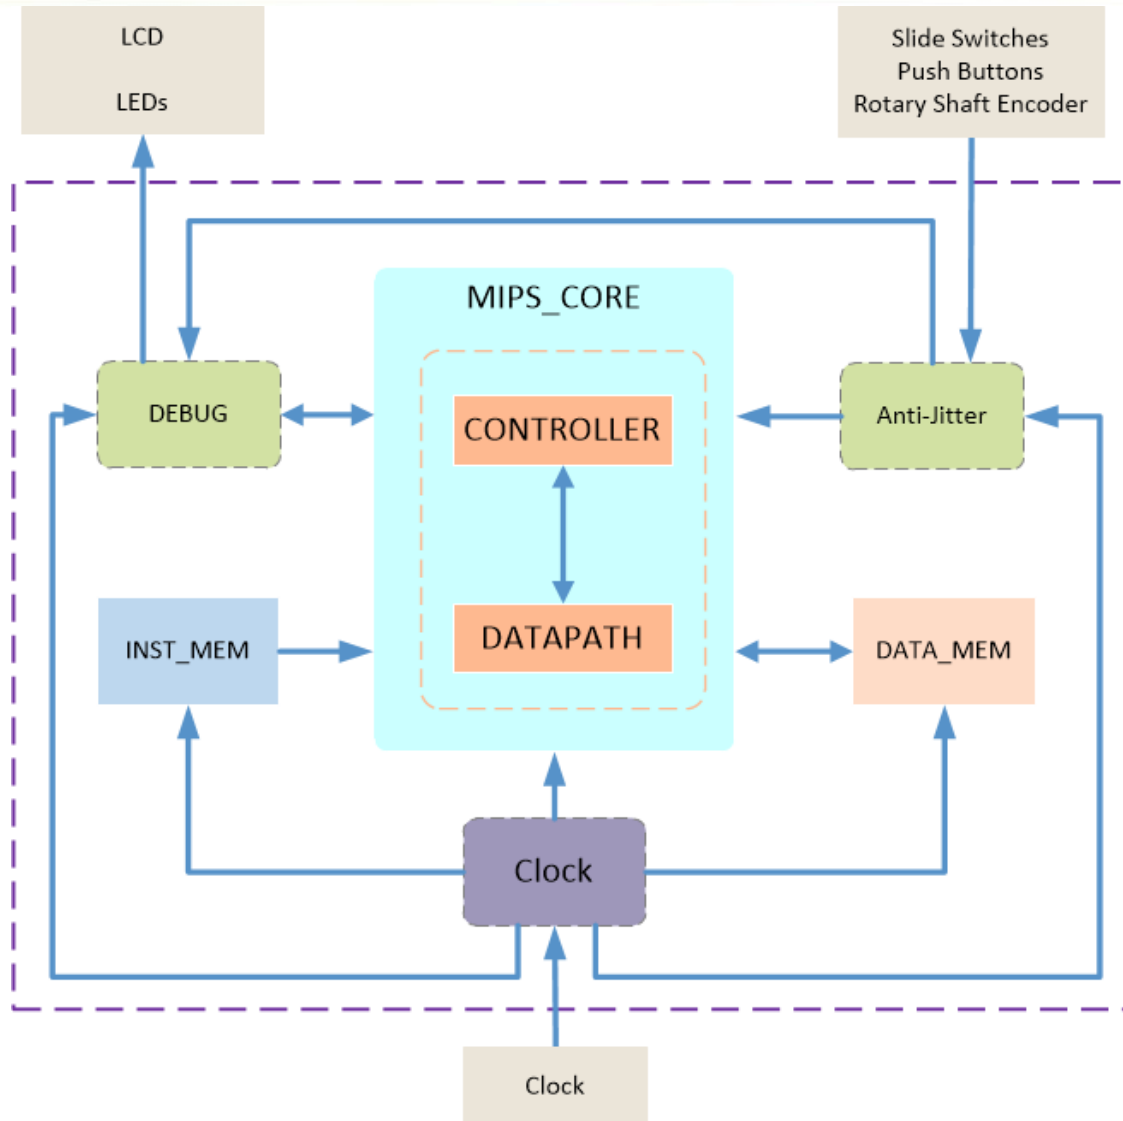 LCD
LEDs
Slide Switches
Push Buttons
Rotary Shaft Encoder
MIPS_CORE
DEBUG
CONTROLLER
Anti-Jitter
INST_MEM
DATAPATH
DATA_MEM
Clock
Clock